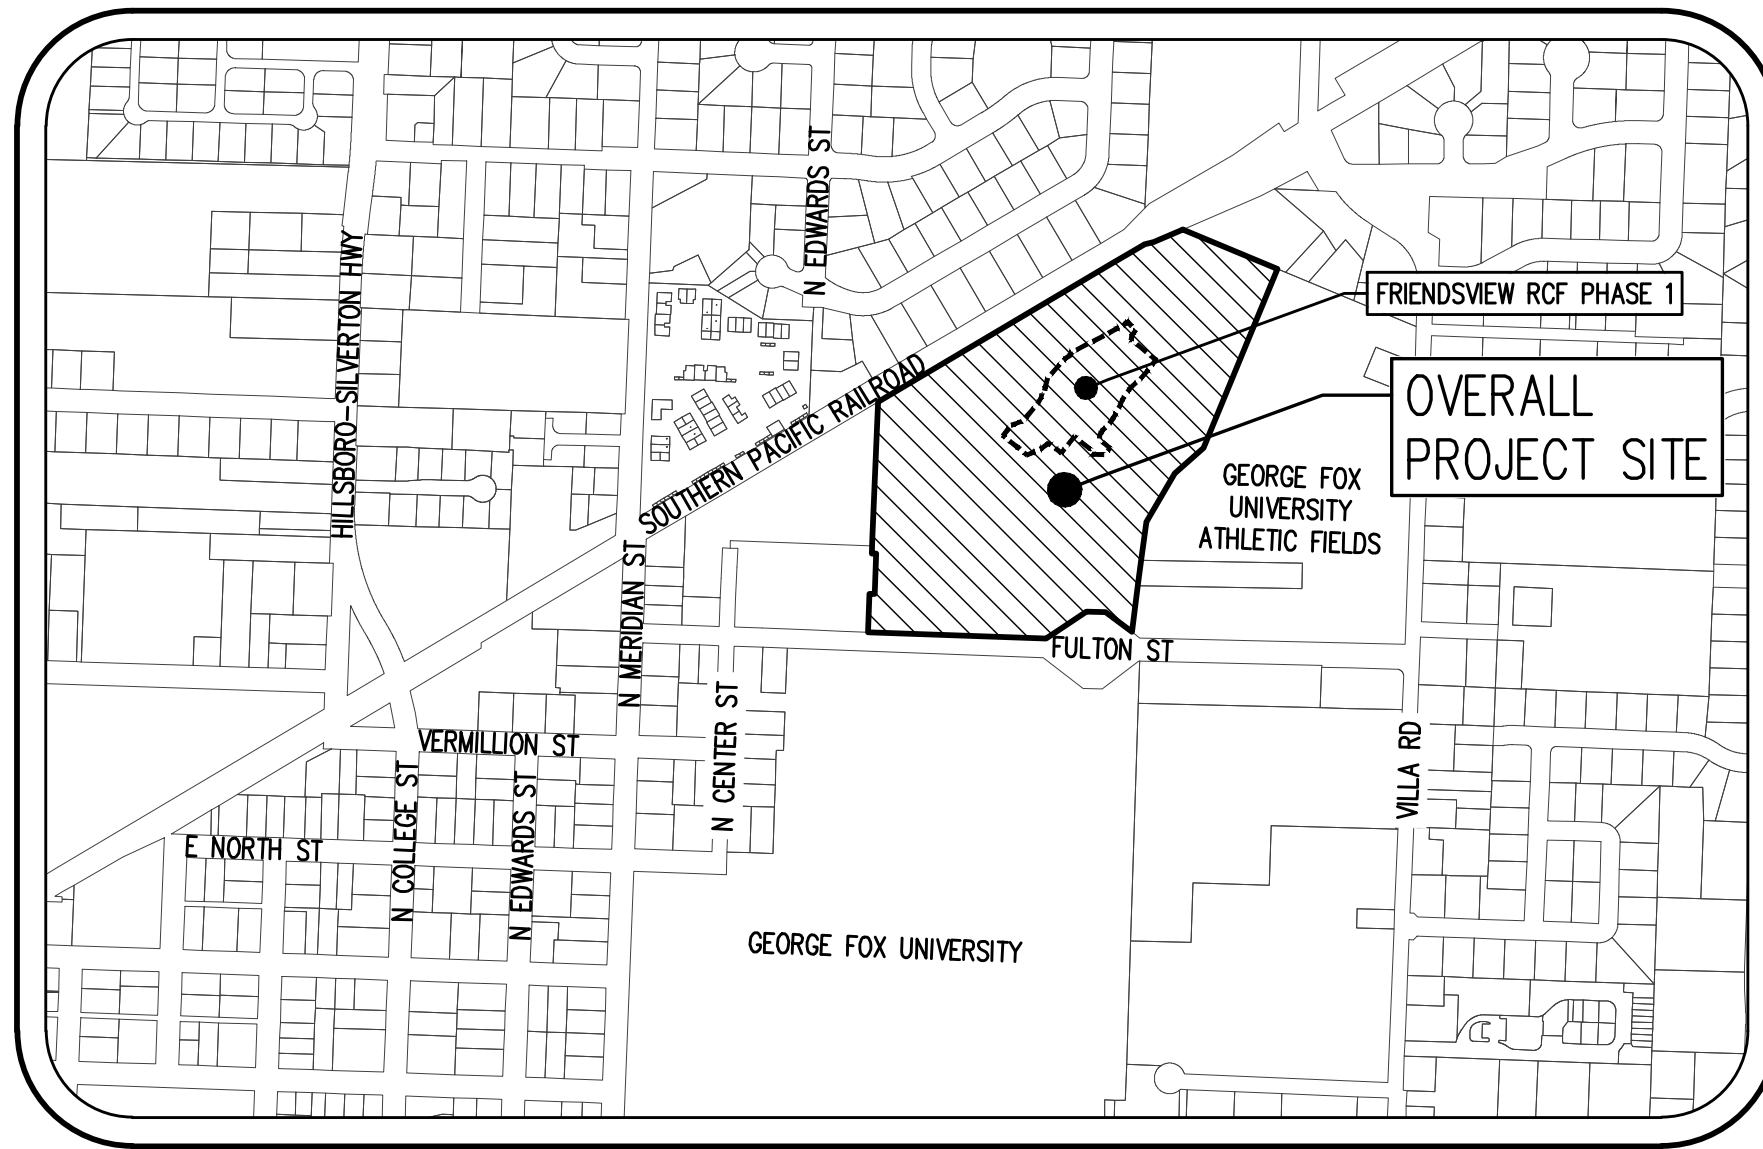 N EDWARDS ST
HILLSBORO-SILVERTON HWY
FRIENDSVIEW RCF PHASE 1
OVERALL
PROJECT SITE
SOUTHERN PACIFIC RAILROAD
GEORGE FOX
UNIVERSITY
ATHLETIC FIELDS
N MERIDIAN ST
FULTON ST
N CENTER ST
VERMILLION ST
VILLA RD
N COLLEGE ST
N EDWARDS ST
E NORTH ST
GEORGE FOX UNIVERSITY